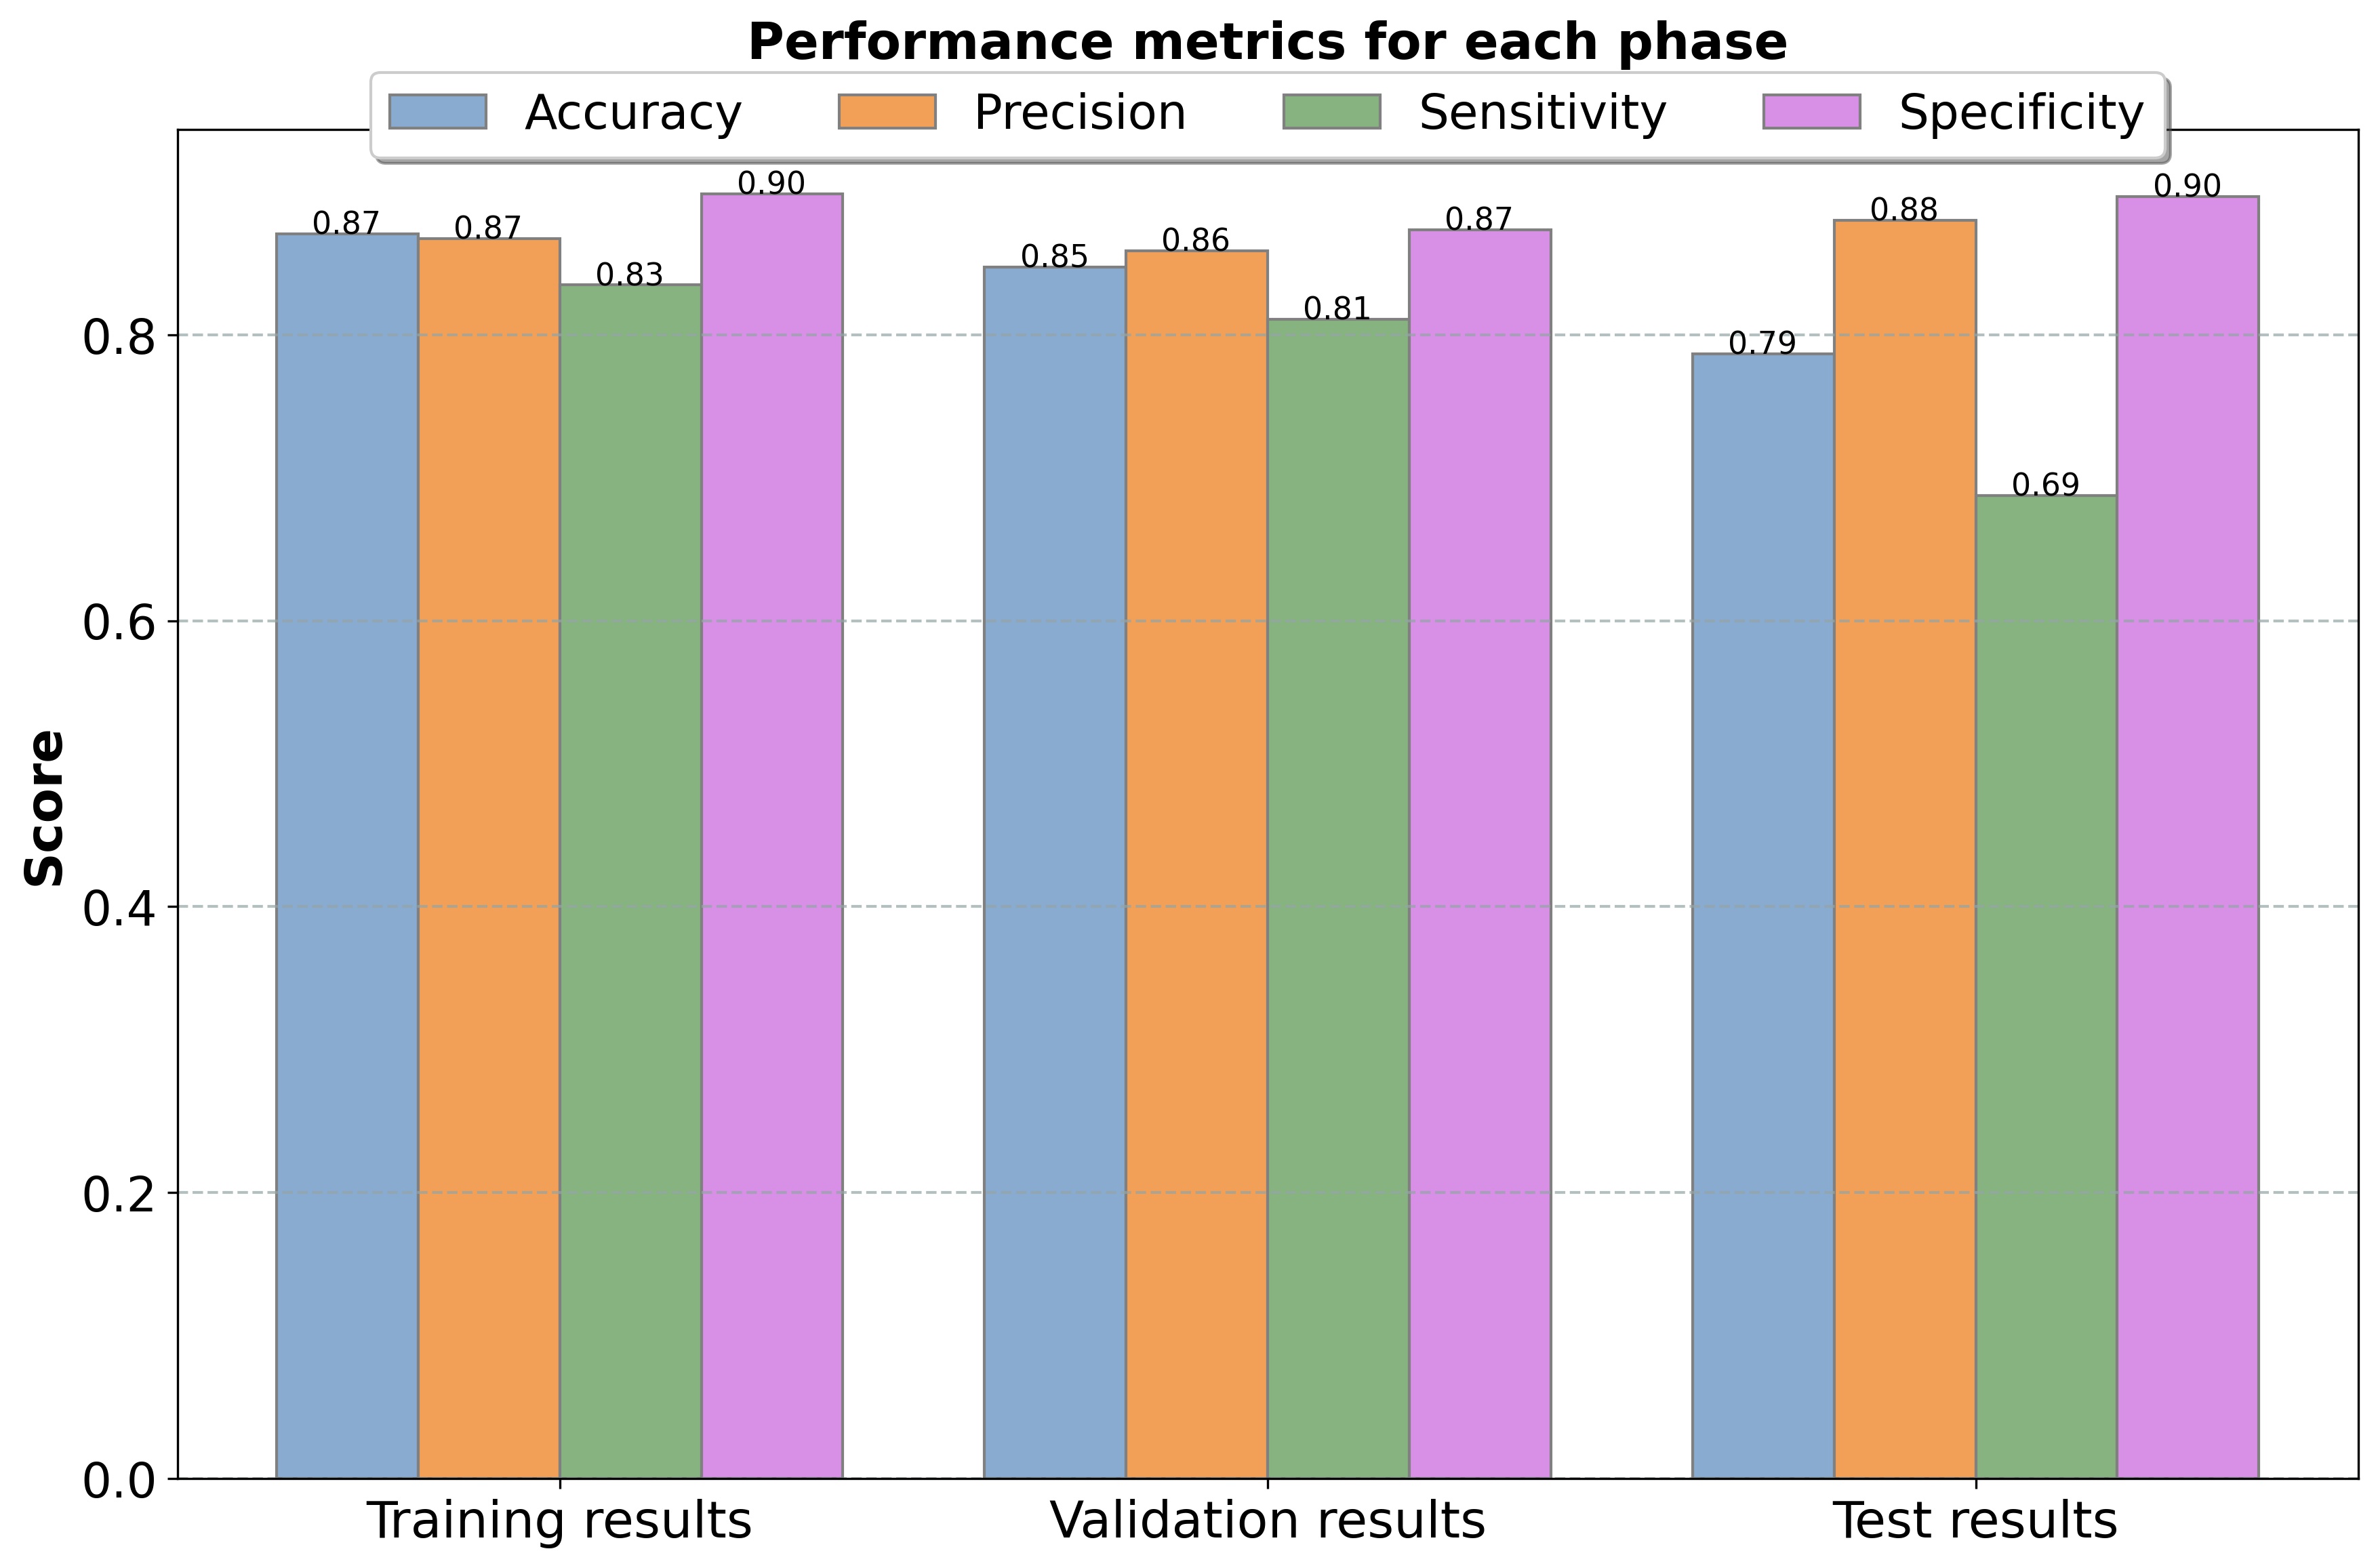 Performance metrics for each phase
Accuracy Precision Sensitivity Specificity
0.87 0.87 0.83 0.90 0.85 0.86 0.81 0.87 0.79 0.88 0.69 0.90
0.8
0.6
0.4
0.2
0.0
Score
Training results Validation results Test results